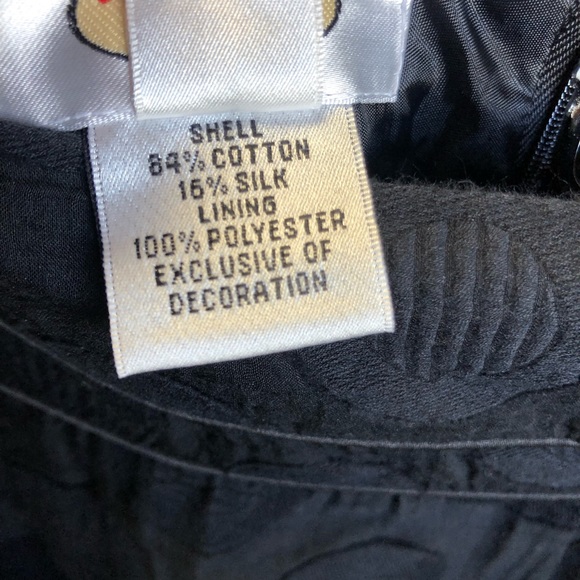 SHELL
84% COTTON
16% SILK
LINING
100% POLYESTER
EXCLUSIVE OF
DECORATION